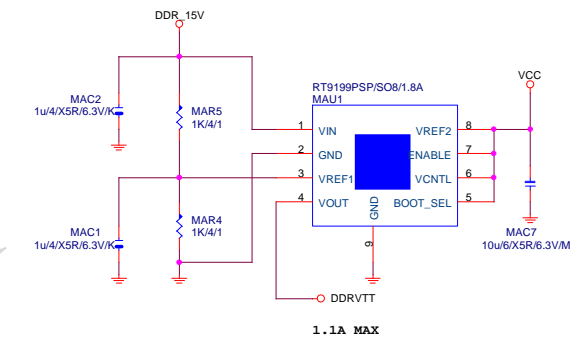 DDR_15V
RT9199PSP/SO8/1.8A
MAU1
VCC
MAC2
1u/4/X5R/6.3V/K
MAR5
1K/4/1
1 VIN VREF2 8
2 GND ENABLE 7
3 VREF1 VCNTL 6
4 VOUT BOOT_SEL 5
GND
9
MAC1
1u/4/X5R/6.3V/K
MAR4
1K/4/1
MAC7
10u/6/X5R/6.3V/M
DDRVTT
1.1A MAX